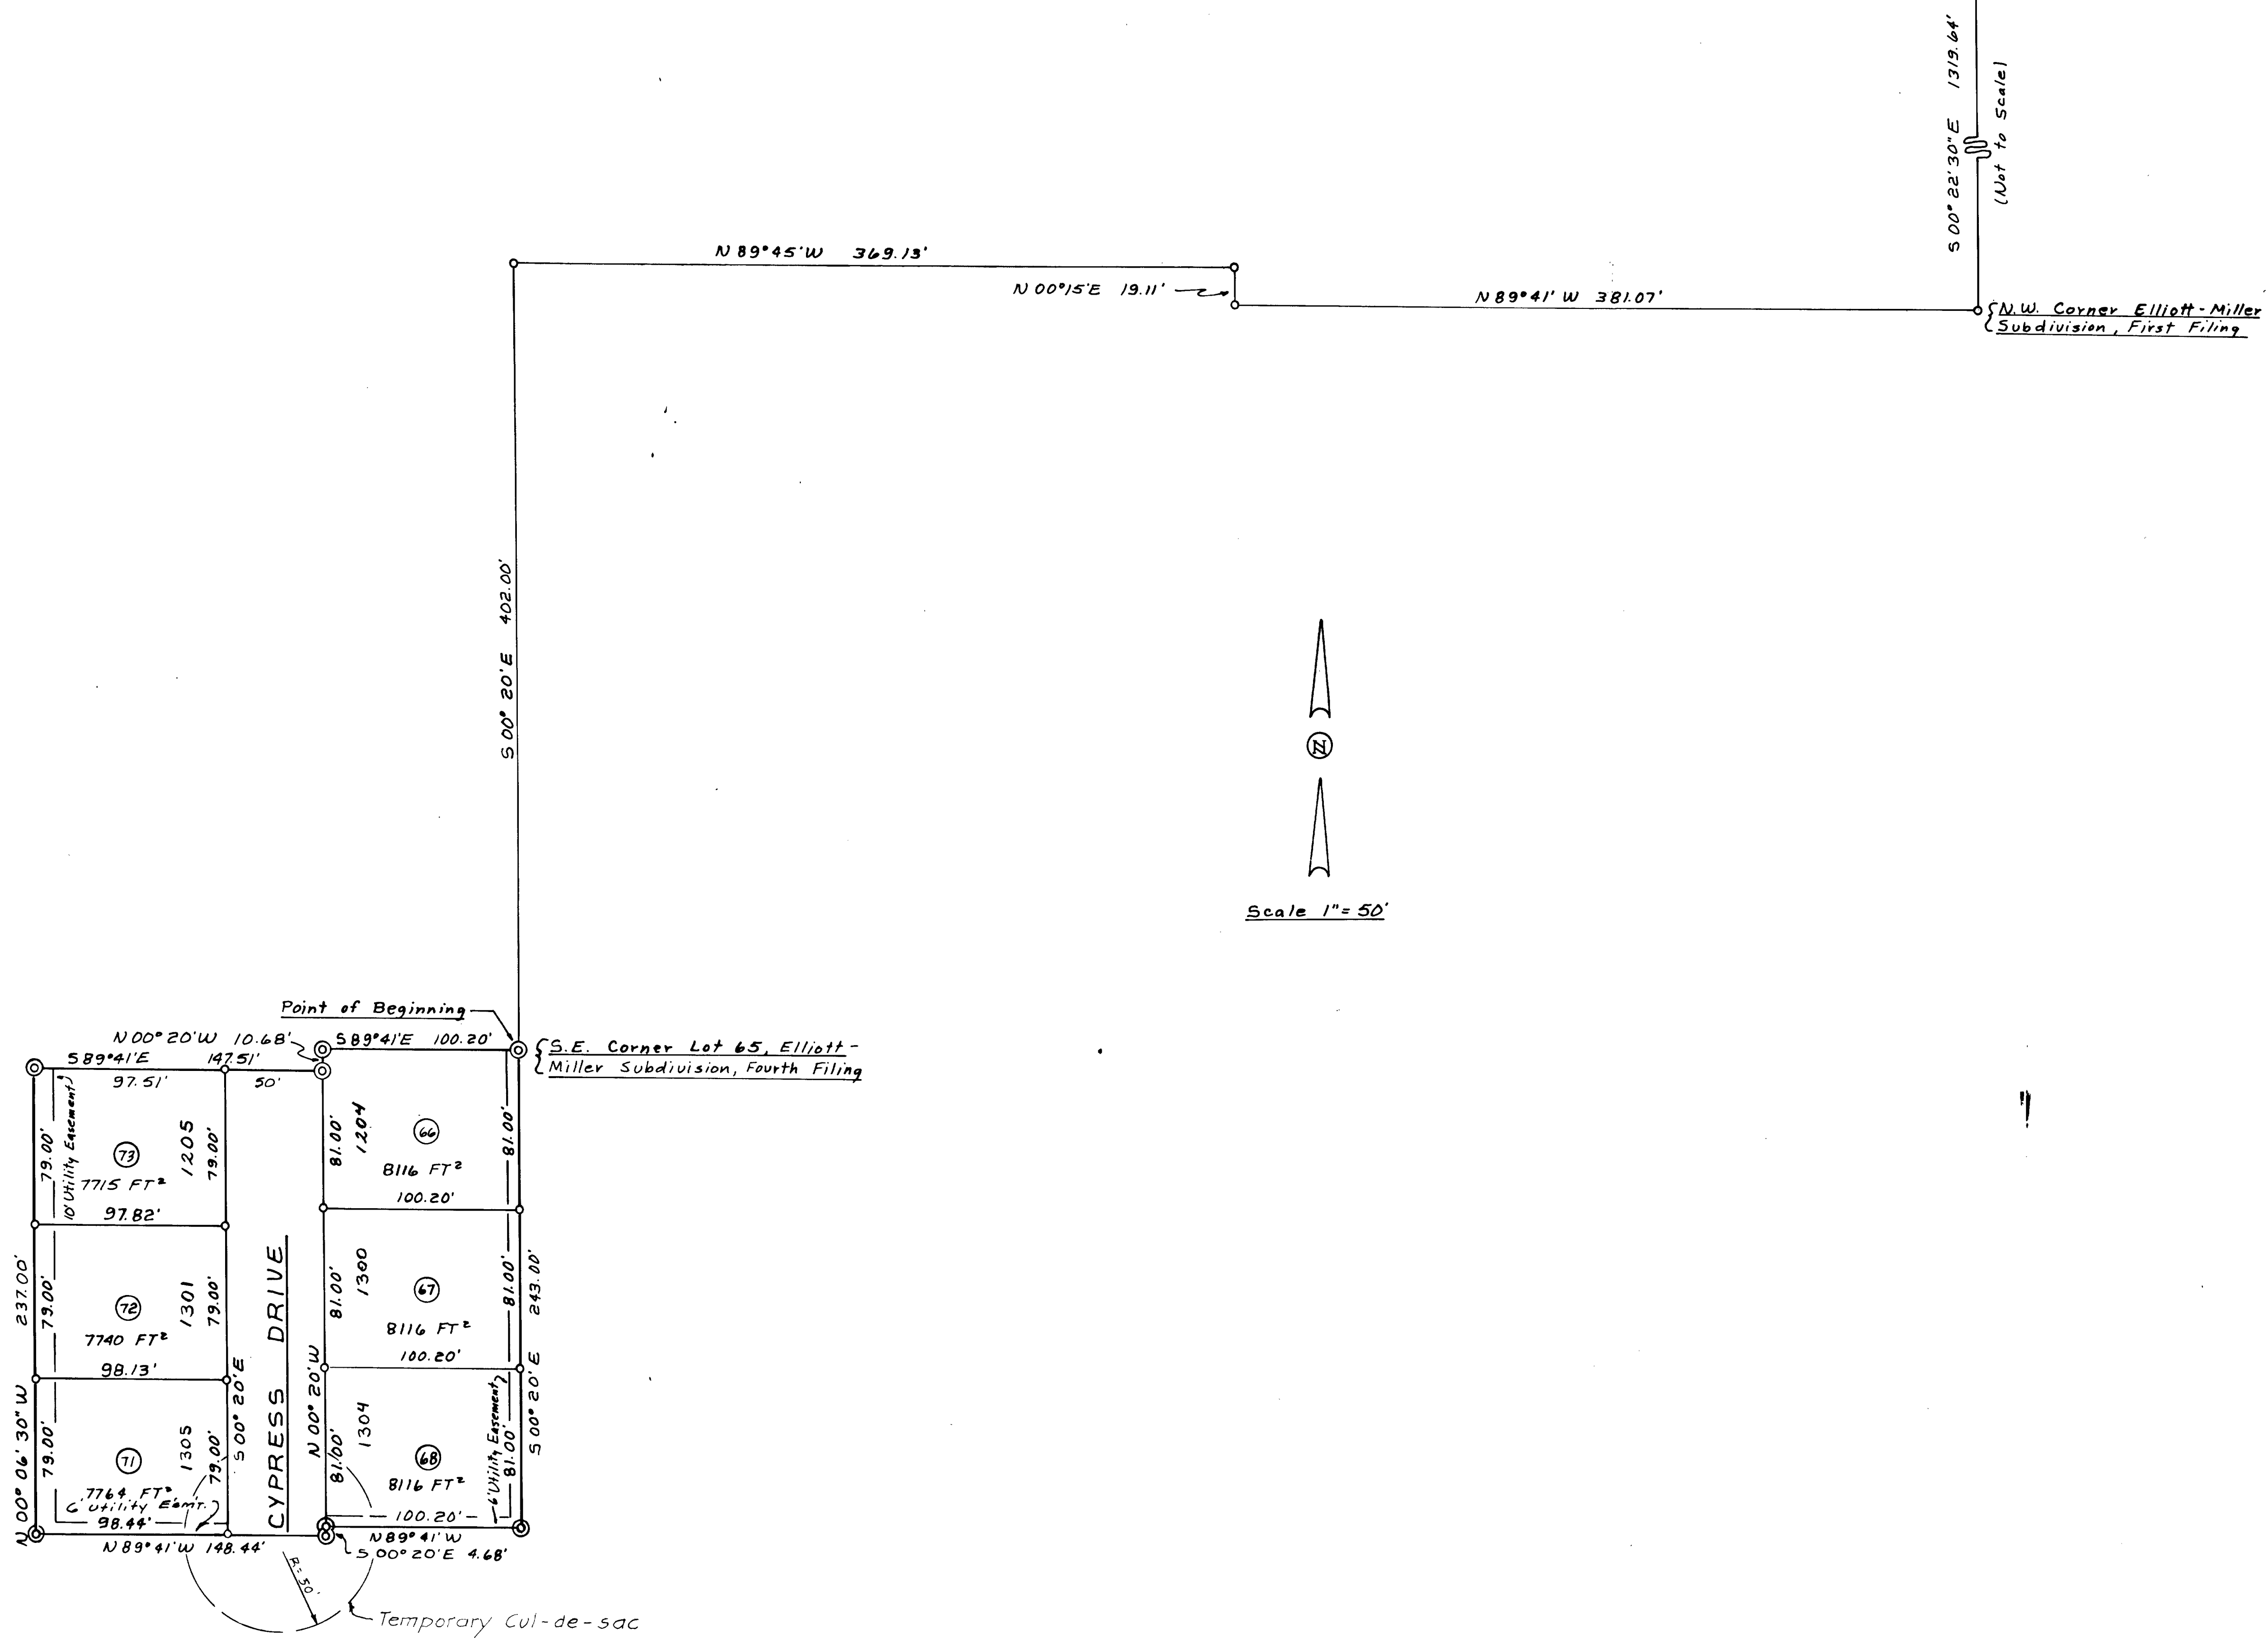 S 00° 22' 30" E 1319.64'
(Not to Scale)
N 89° 45' W 369.13'
N 00° 15' E 19.11'
N 89° 41' W 381.07'
N.W. Corner Elliott - Miller
Subdivision, First Filing
S 00° 20' E 402.00'
N
Scale 1" = 50'
Point of Beginning
N 00° 20' W 10.68'
S 89° 41' E 100.20'
S.E. Corner Lot 65, Elliott -
Miller Subdivision, Fourth Filing
S 89° 41' E 147.51'
97.51'
50'
79.00'
10' Utility Easement
73
7715 FT²
1205
79.00'
97.82'
81.00'
1204
66
8116 FT²
81.00'
100.20'
N 00° 06' 30" W 237.00'
79.00'
72
7740 FT²
1301
79.00'
98.13'
CYPRESS DRIVE
81.00'
1300
67
8116 FT²
81.00'
100.20'
S 00° 20' E 243.00'
79.00'
71
7764 FT²
6' Utility Esm'T.
1305
79.00'
98.44'
S 00° 20' E
N 00° 20' W
81.00'
1304
68
8116 FT²
6' Utility Easement
81.00'
100.20'
N 89° 41' W 148.44'
N 89° 41' W
S 00° 20' E 4.68'
R = 50'
Temporary Cul-de-sac